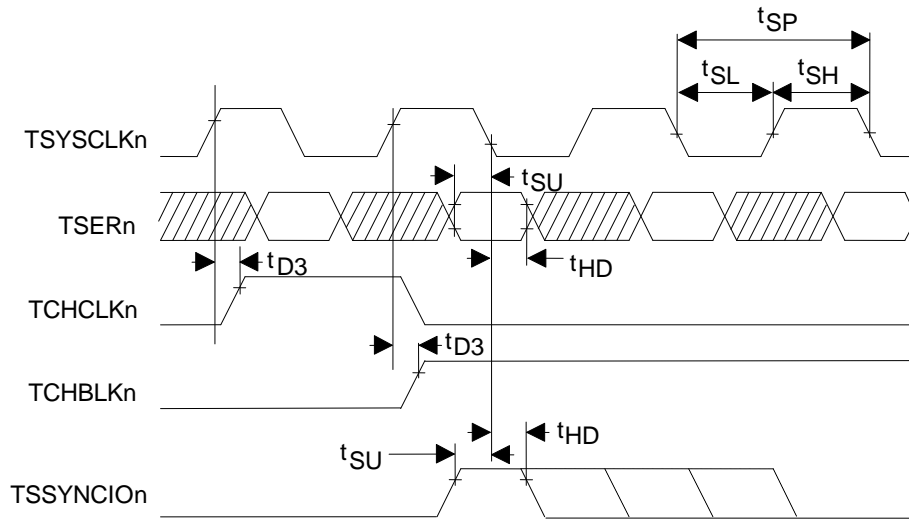 tSP
tSL tSH
TSYSCLKn
tSU
TSERn
tD3 tHD
TCHCLKn
tD3
TCHBLKn
tSU tHD
TSSYNCIOn